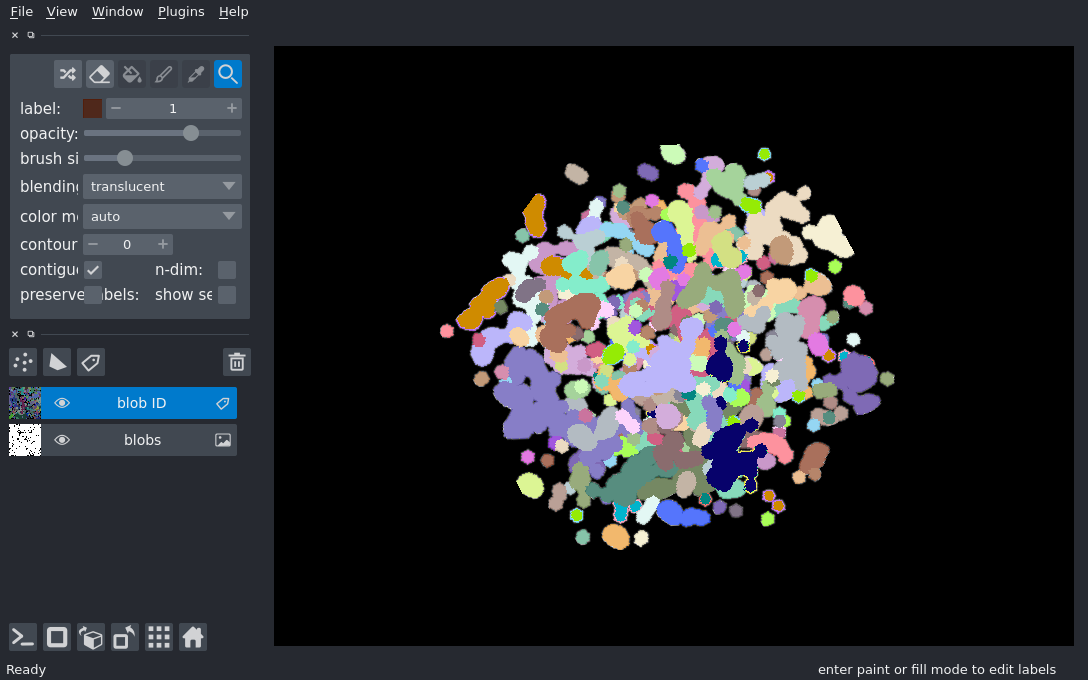 File View Window Plugins Help
label: 1
opacity:
brush si
blending translucent
color m auto
contour 0
contigu n-dim:
preserve abels: show se
blob ID
blobs
Ready
enter paint or fill mode to edit labels